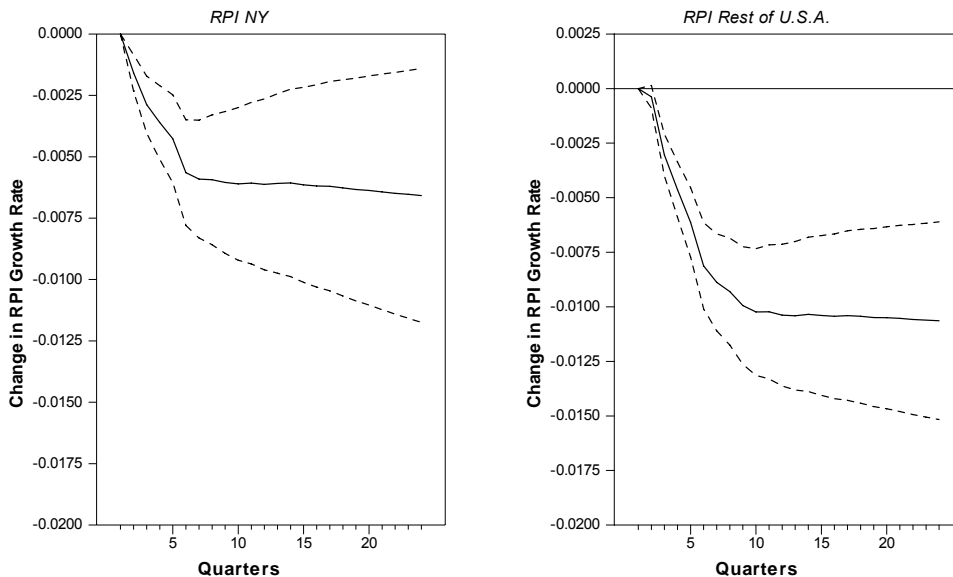 RPI NY
0.0000
-0.0025
-0.0050
-0.0075
-0.0100
-0.0125
-0.0150
-0.0175
-0.0200
Change in RPI Growth Rate
5 10 15 20
Quarters
RPI Rest of U.S.A.
0.0025
0.0000
-0.0025
-0.0050
-0.0075
-0.0100
-0.0125
-0.0150
-0.0175
-0.0200
Change in RPI Growth Rate
5 10 15 20
Quarters